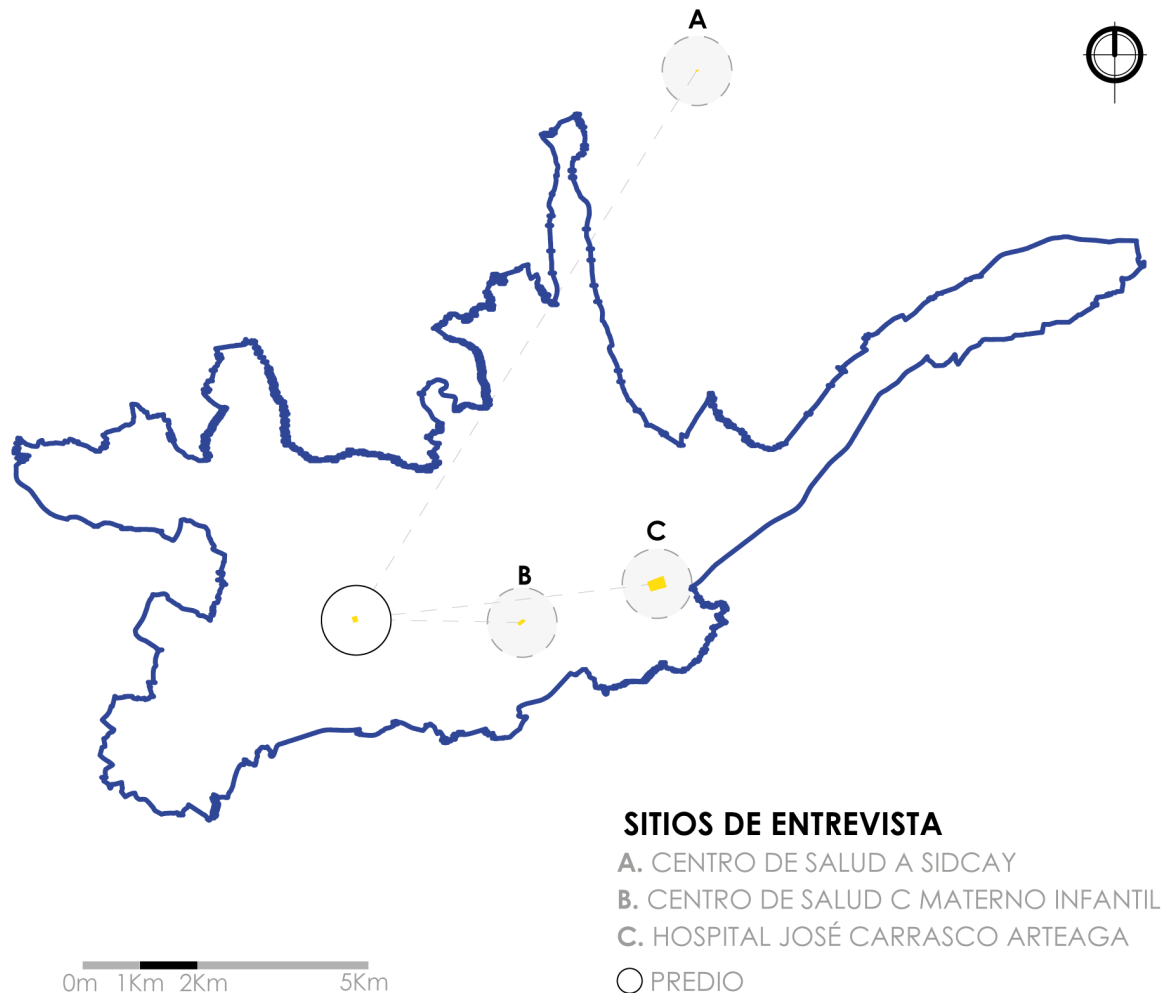 A
C
B
SITIOS DE ENTREVISTA
A. CENTRO DE SALUD A SIDCAY
B. CENTRO DE SALUD C MATERNO INFANTIL
C. HOSPITAL JOSÉ CARRASCO ARTEAGA
PREDIO
0m 1Km 2Km 5Km